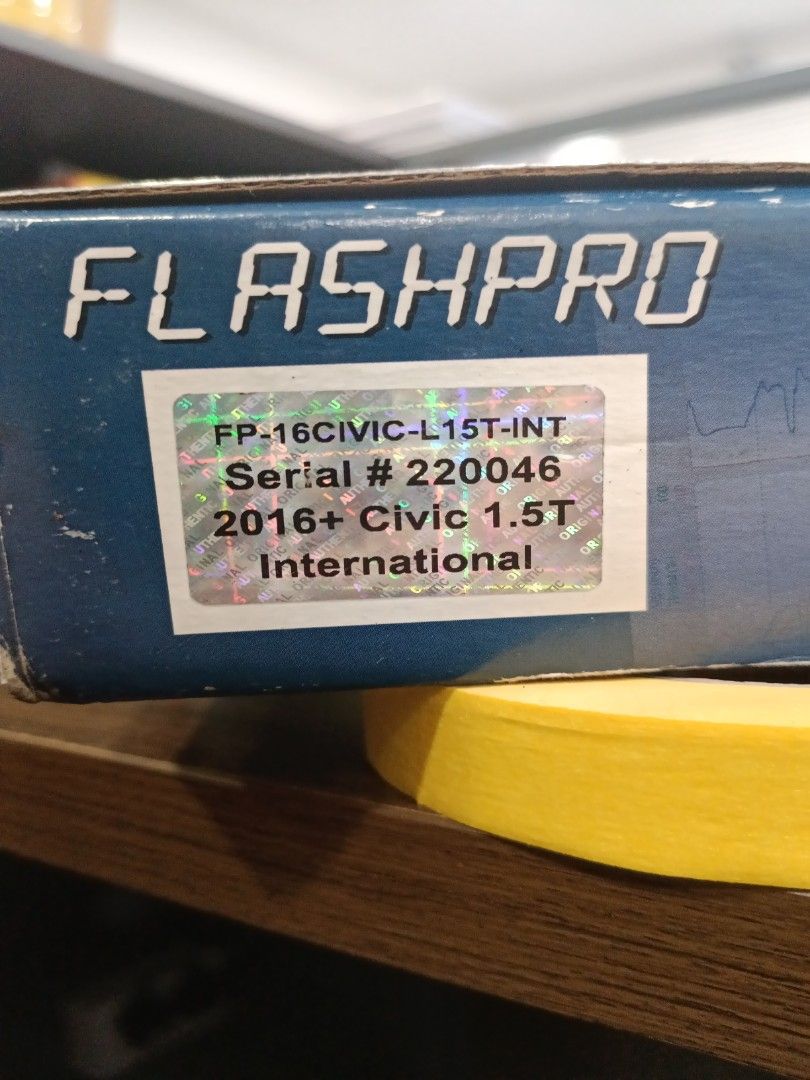 FLASHPRO
FP-16CIVIC-L15T-INT
Serial # 220046
2016+ Civic 1.5T
International